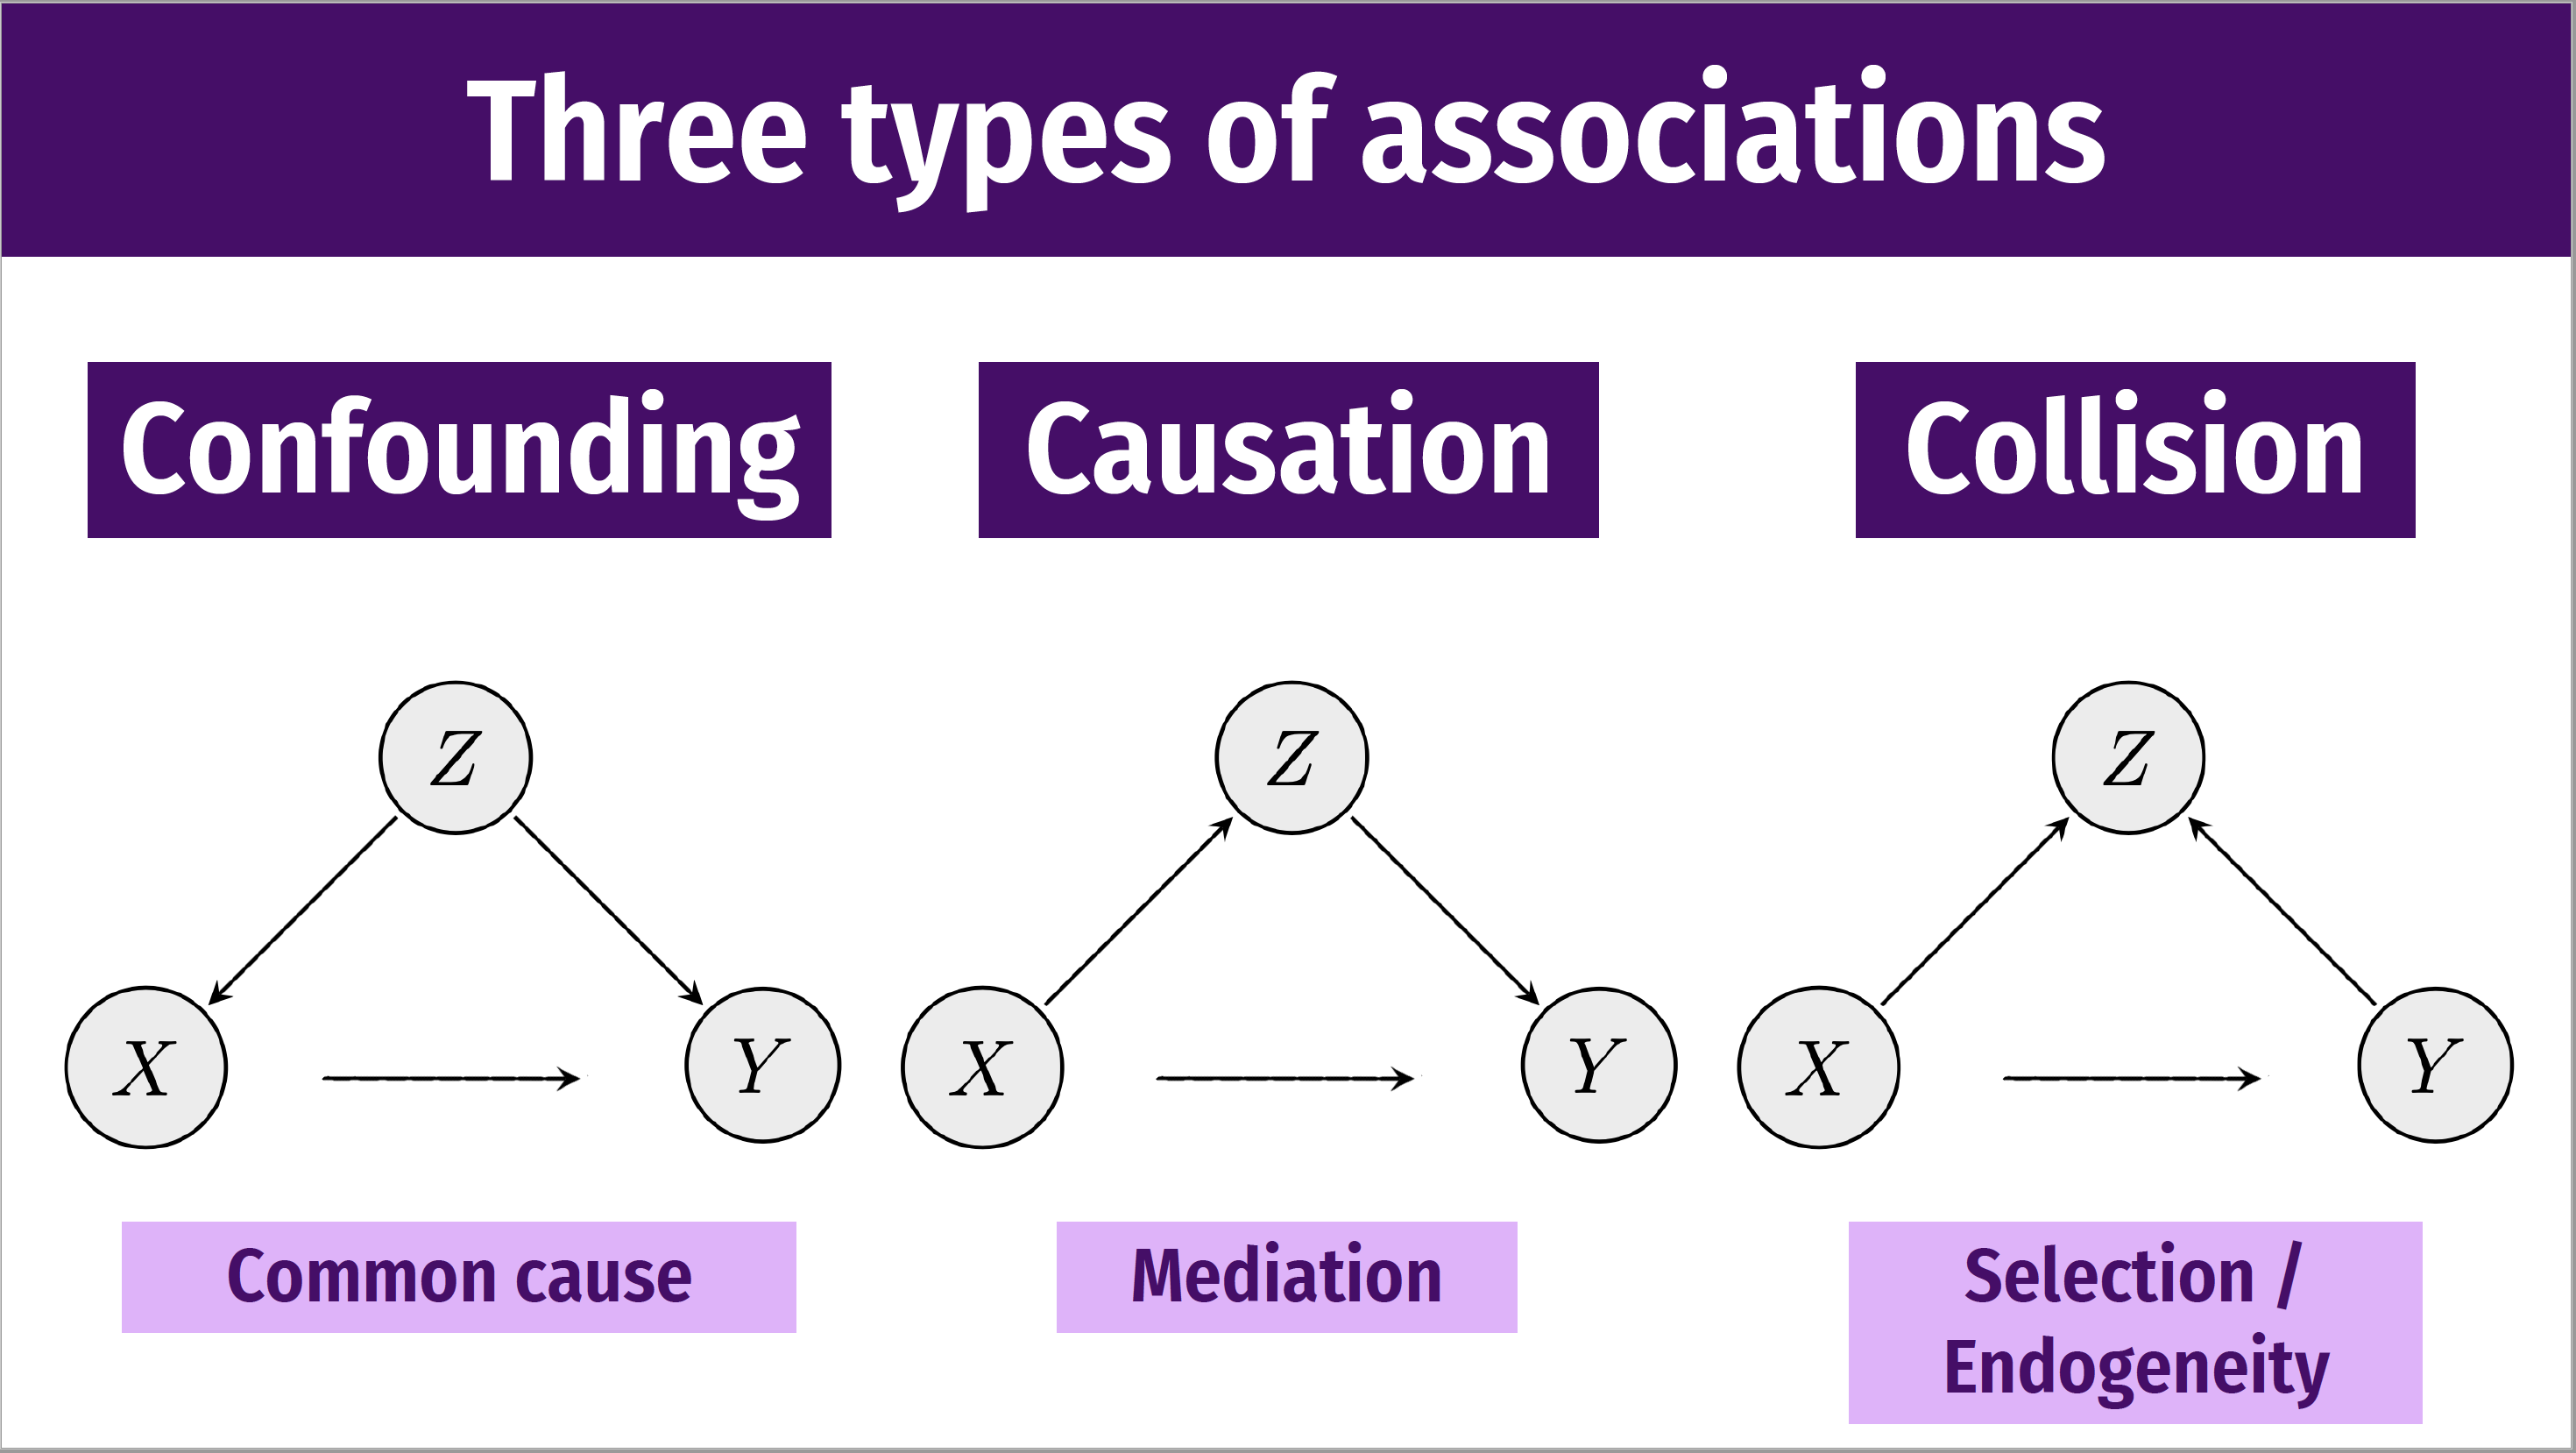 Three types of associations
Confounding
Z
X
Y
Common cause
Causation
Z
X
Y
Mediation
Collision
Z
X
Y
Selection /
Endogeneity